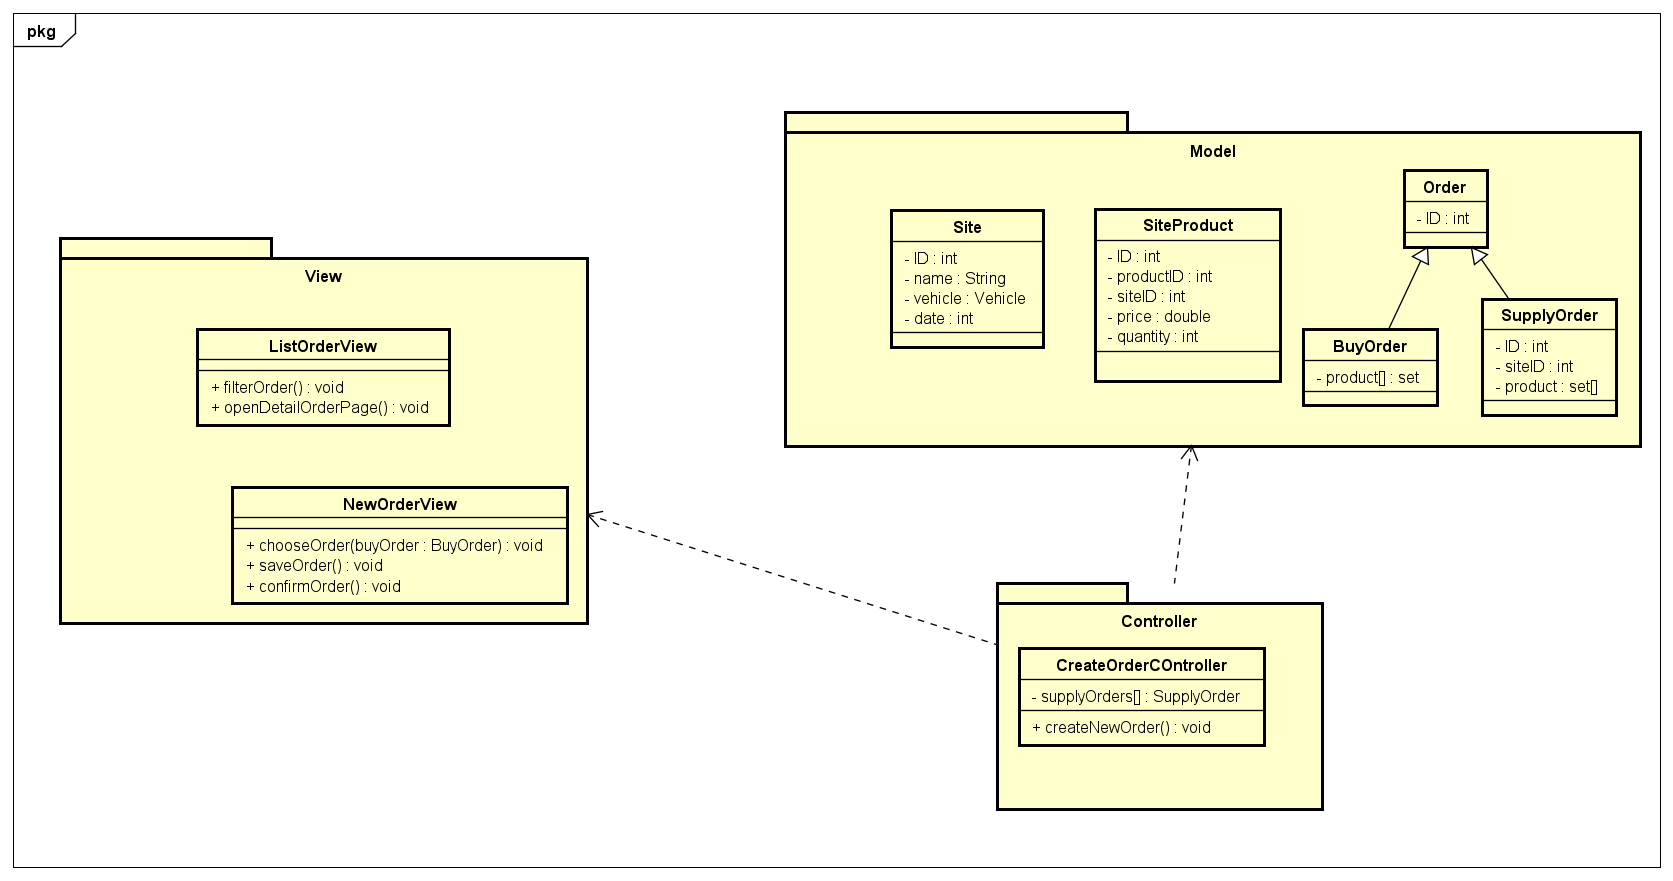 pkg
View
ListOrderView
+ filterOrder() : void
+ openDetailOrderPage() : void
NewOrderView
+ chooseOrder(buyOrder : BuyOrder) : void
+ saveOrder() : void
+ confirmOrder() : void
Model
Site
- ID : int
- name : String
- vehicle : Vehicle
- date : int
SiteProduct
- ID : int
- productID : int
- siteID : int
- price : double
- quantity : int
Order
- ID : int
BuyOrder
- product[] : set
SupplyOrder
- ID : int
- siteID : int
- product : set[]
Controller
CreateOrderCOntroller
- supplyOrders[] : SupplyOrder
+ createNewOrder() : void